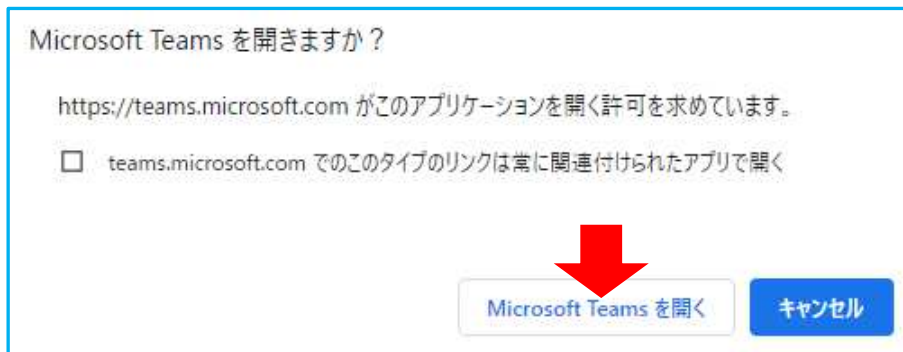 Microsoft Teams を開きますか？
https://teams.microsoft.com がこのアプリケーションを開く許可を求めています。
teams.microsoft.com でのこのタイプのリンクは常に関連付けられたアプリで開く
Microsoft Teams を開く
キャンセル